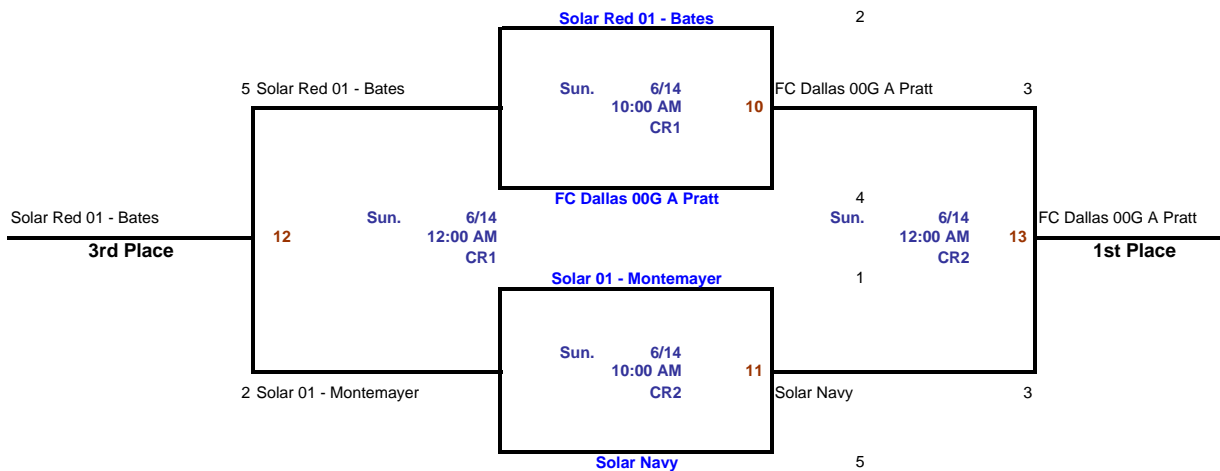 Solar Red 01 - Bates 2
5 Solar Red 01 - Bates Sun. 6/14 FC Dallas 00G A Pratt 3
10:00 AM 10
CR1
FC Dallas 00G A Pratt 4
Solar Red 01 - Bates Sun. 6/14 Sun. 6/14 FC Dallas 00G A Pratt
12 12:00 AM 12:00 AM 13
3rd Place CR1 CR2 1st Place
Solar 01 - Montemayer 1
Sun. 6/14
10:00 AM 11
2 Solar 01 - Montemayer CR2 Solar Navy 3
Solar Navy 5